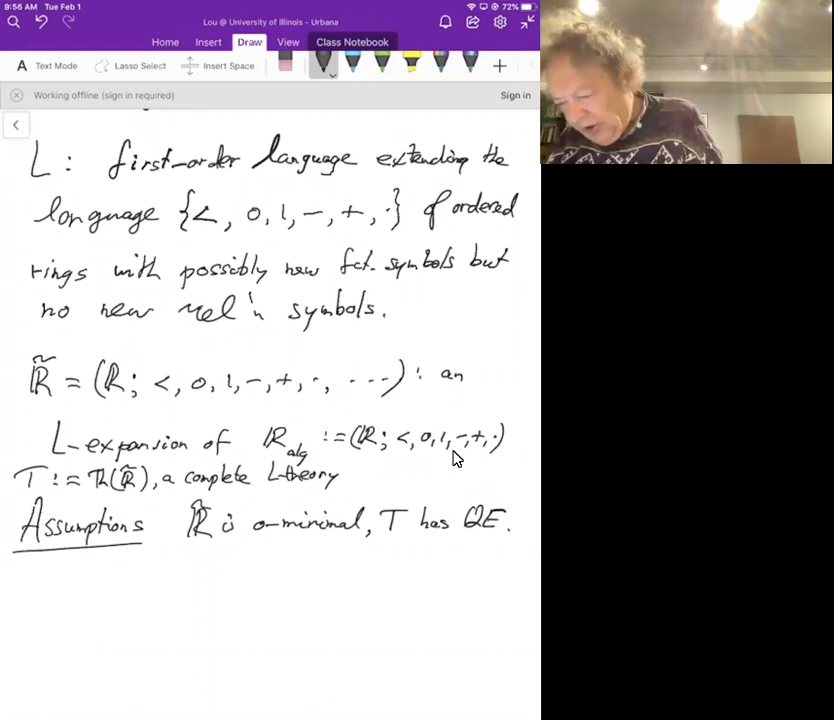 9:56 AM Tue Feb 1
72%
Lou @ University of Illinois - Urbana
Home Insert Draw View Class Notebook
A Text Mode Lasso Select Insert Space
Working offline (sign in required) Sign in
L : first-order language extending the
language {<, 0, 1, −, +, ·} of ordered
rings with possibly new fct. symbols but
no new rel'n symbols.
R̃ = (ℝ; <, 0, 1, −, +, ·, ...) : an
L-expansion of ℝ_alg := (ℝ; <, 0, 1, −, +, ·)
T := Th(R̃), a complete L-theory
Assumptions R̃ is o-minimal, T has QE.